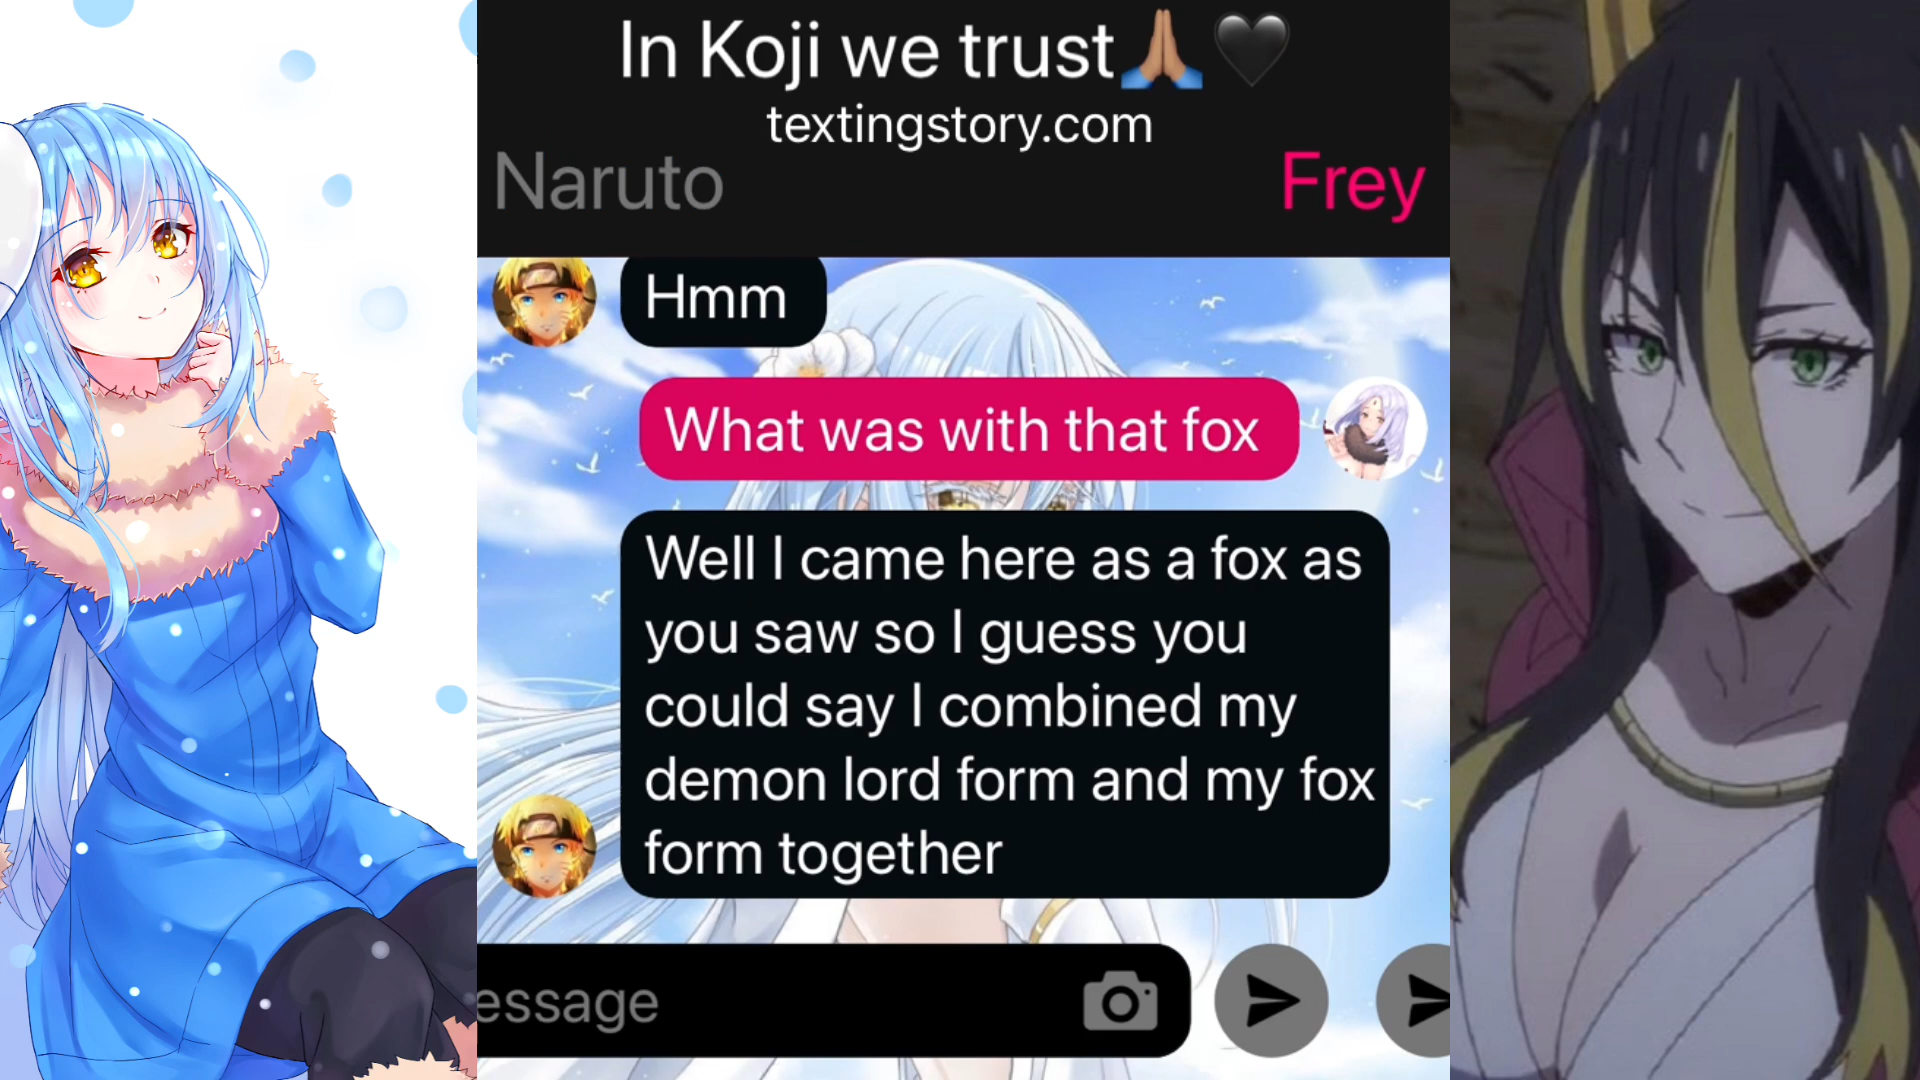 In Koji we trust🙏🏽🖤
textingstory.com
Naruto
Frey
Hmm
What was with that fox
Well I came here as a fox as
you saw so I guess you
could say I combined my
demon lord form and my fox
form together
essage